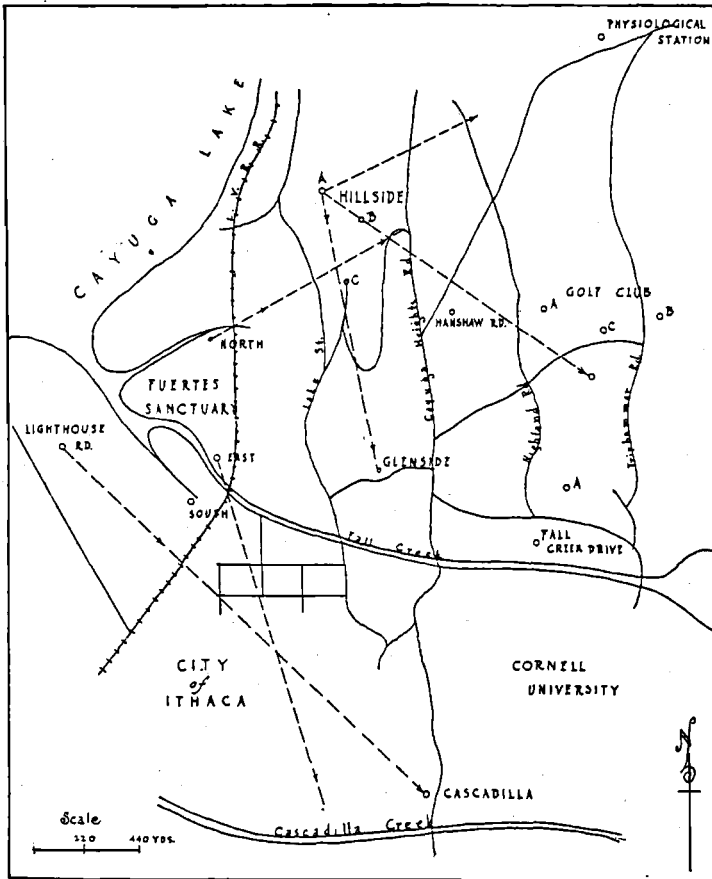 PHYSIOLOGICAL
STATION
CAYUGA LAKE
L.V.R.R.
A
HILLSIDE
B
C
Cayuga Heights Rd.
HANSHAW RD.
A
GOLF CLUB
B
C
NORTH
Lake St.
FUERTES
SANCTUARY
Highland Rd.
Triphammer Rd.
LIGHTHOUSE
RD.
EAST
GLENSIDE
A
SOUTH
Fall Creek
FALL
CREEK DRIVE
CITY
of
ITHACA
CORNELL
UNIVERSITY
N
CASCADILLA
Scale
220 440 YDS.
Cascadilla Creek